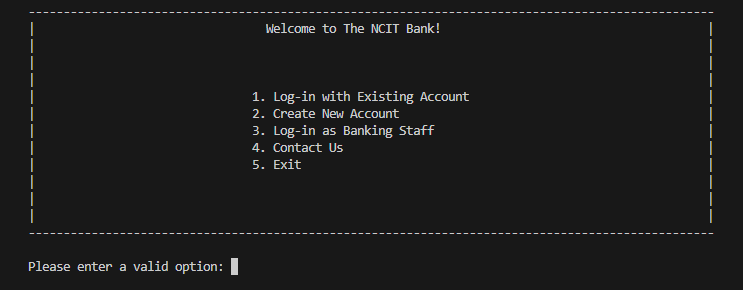 Welcome to The NCIT Bank!
1. Log-in with Existing Account
2. Create New Account
3. Log-in as Banking Staff
4. Contact Us
5. Exit
Please enter a valid option: